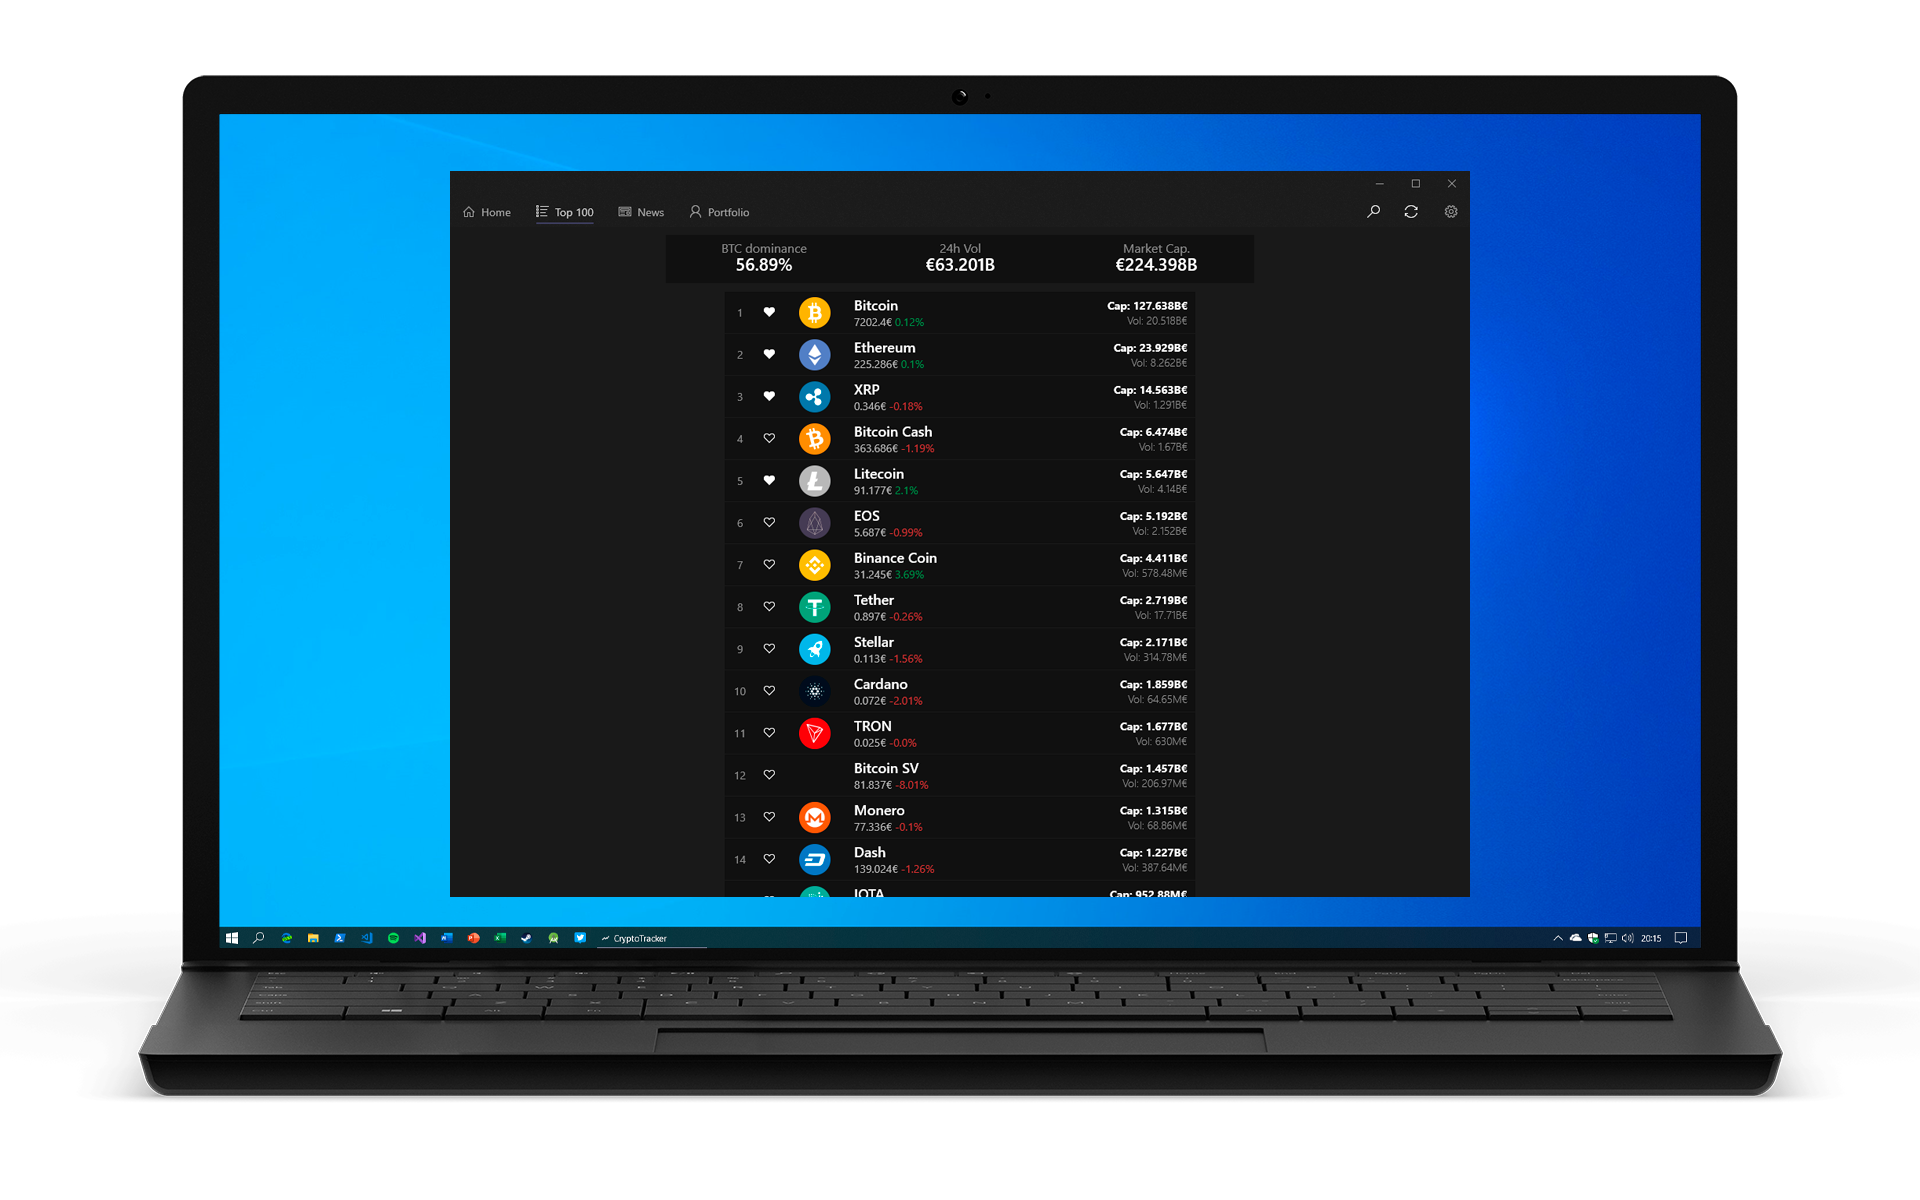 Home Top 100 News Portfolio
BTC dominance 24h Vol Market Cap.
56.89% €63.201B €224.398B
1 Bitcoin Cap: 127.638B€
7202.4€ 0.12% Vol: 20.518B€
2 Ethereum Cap: 23.929B€
225.286€ 0.1% Vol: 8.262B€
3 XRP Cap: 14.563B€
0.346€ -0.18% Vol: 1.291B€
4 Bitcoin Cash Cap: 6.474B€
363.686€ -1.19% Vol: 1.67B€
5 Litecoin Cap: 5.647B€
91.177€ 2.1% Vol: 4.14B€
6 EOS Cap: 5.192B€
5.687€ -0.99% Vol: 2.152B€
7 Binance Coin Cap: 4.411B€
31.245€ 3.69% Vol: 578.48M€
8 Tether Cap: 2.719B€
0.897€ -0.26% Vol: 17.71B€
9 Stellar Cap: 2.171B€
0.113€ -1.56% Vol: 314.78M€
10 Cardano Cap: 1.859B€
0.072€ -2.01% Vol: 64.65M€
11 TRON Cap: 1.677B€
0.025€ -0.0% Vol: 630M€
12 Bitcoin SV Cap: 1.457B€
81.837€ -8.01% Vol: 206.97M€
13 Monero Cap: 1.315B€
77.336€ -0.1% Vol: 68.86M€
14 Dash Cap: 1.227B€
139.024€ -1.26% Vol: 387.64M€
IOTA Cap: 952.88M€
CryptoTracker 20:15